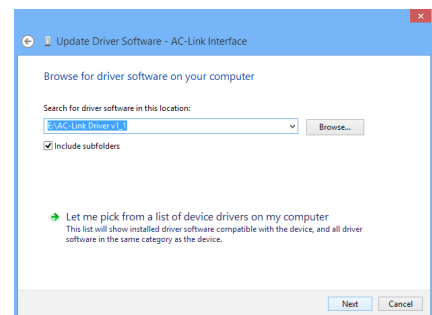 Update Driver Software - AC-Link Interface
Browse for driver software on your computer
Search for driver software in this location:
E:\AC-Link Driver v1_1
Browse...
Include subfolders
Let me pick from a list of device drivers on my computer
This list will show installed driver software compatible with the device, and all driver
software in the same category as the device.
Next Cancel